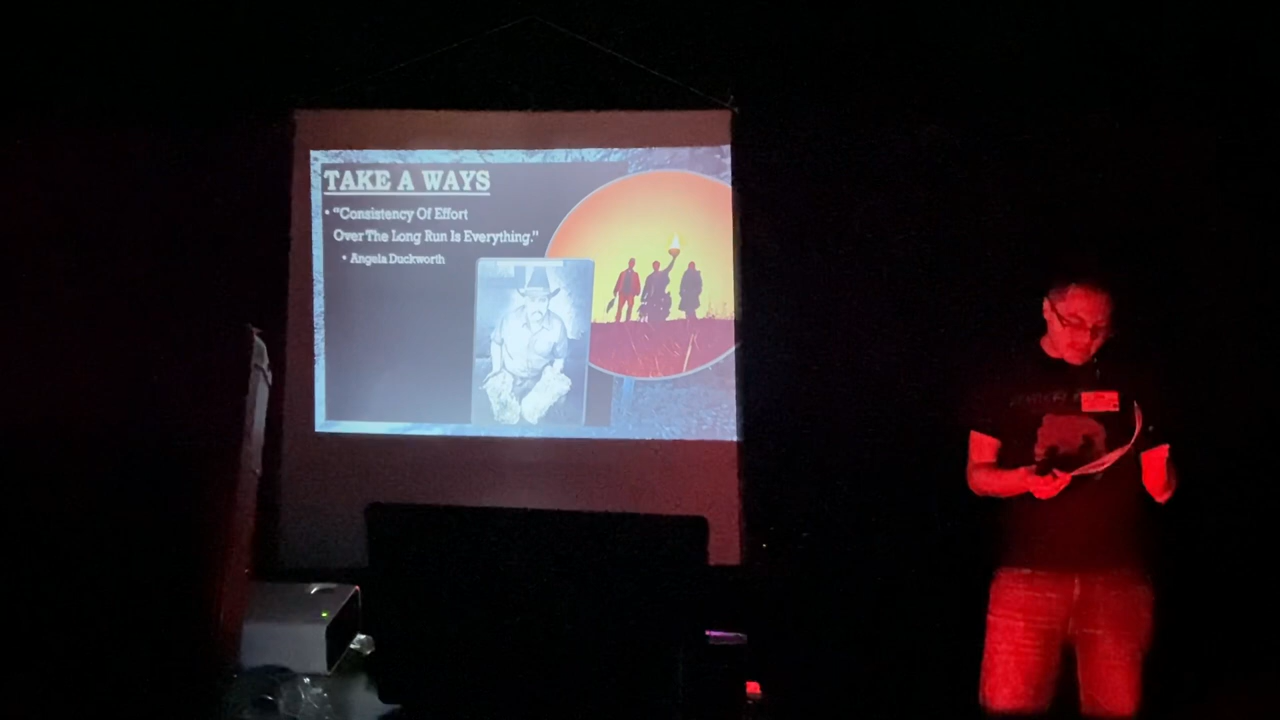 TAKE A WAYS
• "Consistency Of Effort
Over The Long Run Is Everything."
• Angela Duckworth